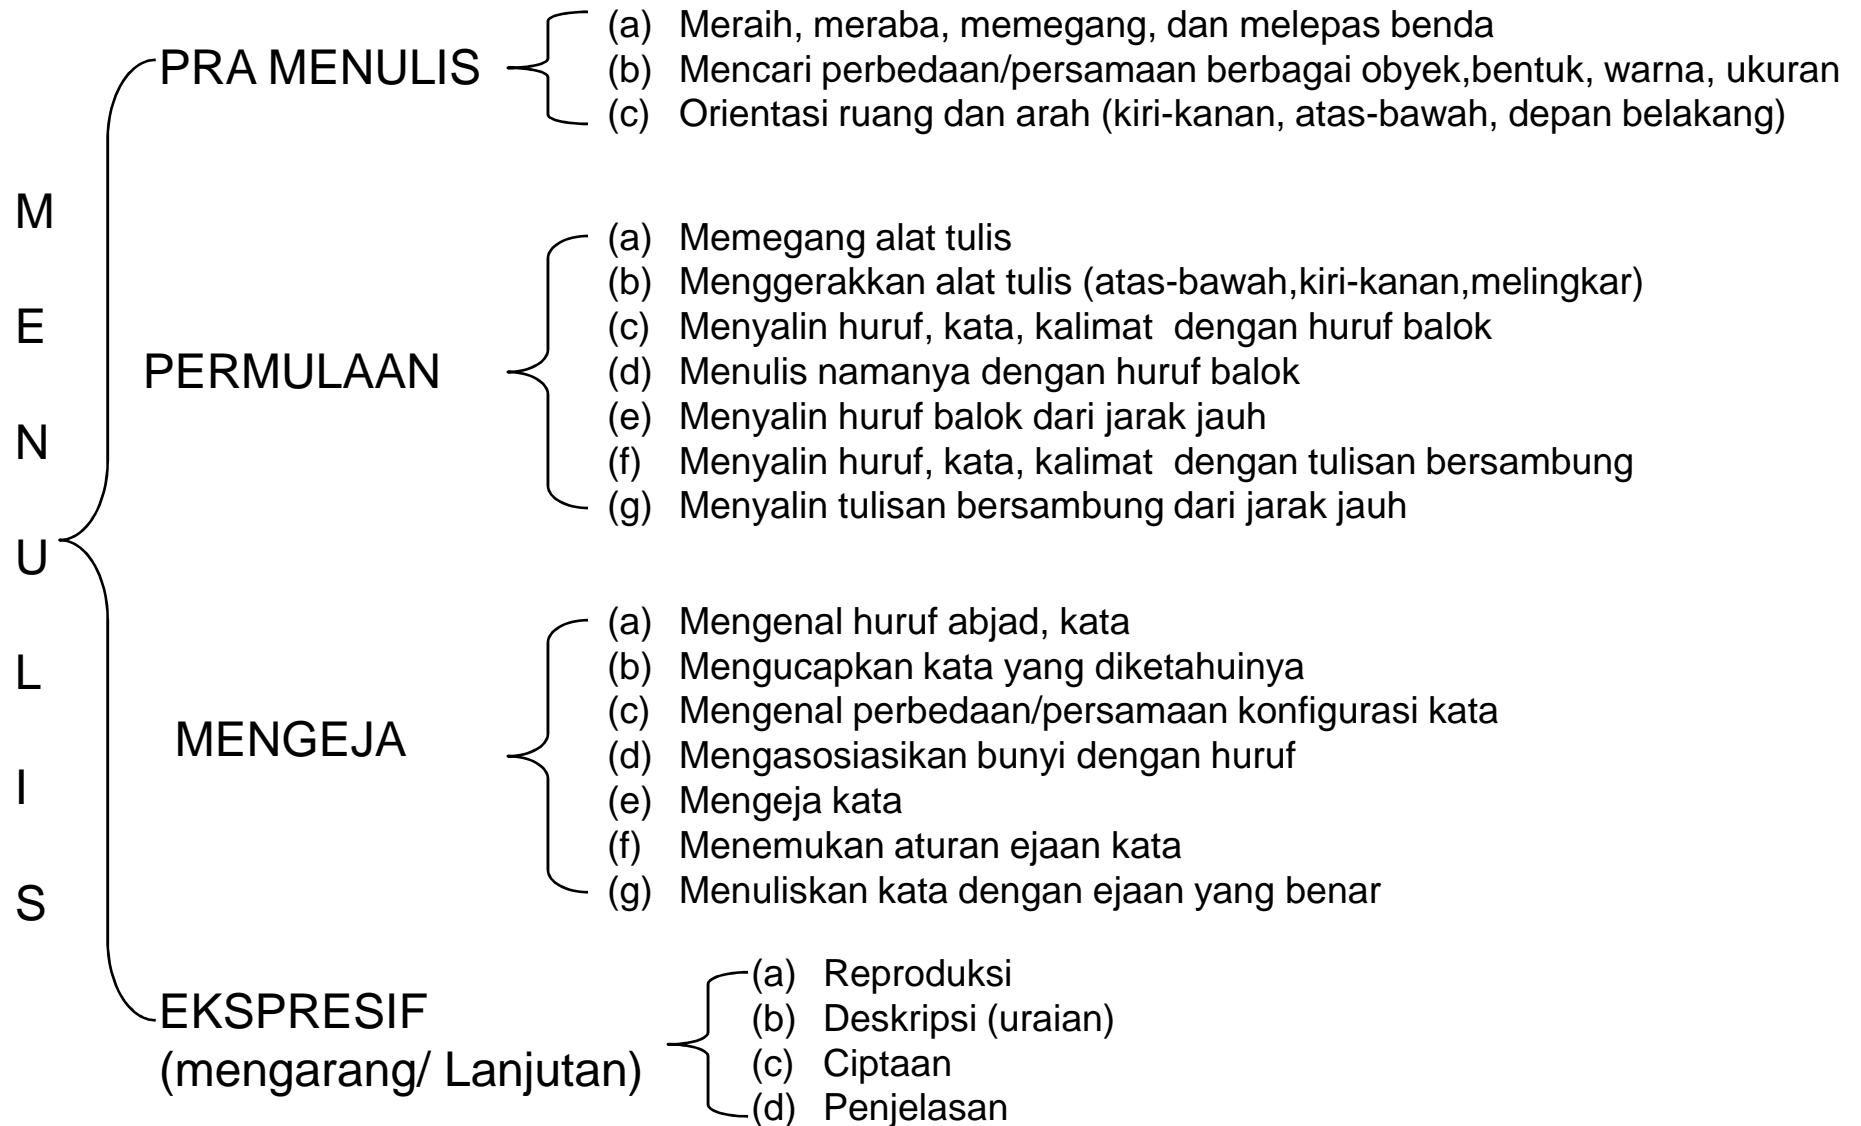 MENULIS
PRA MENULIS
(a) Meraih, meraba, memegang, dan melepas benda
(b) Mencari perbedaan/persamaan berbagai obyek,bentuk, warna, ukuran
(c) Orientasi ruang dan arah (kiri-kanan, atas-bawah, depan belakang)
PERMULAAN
(a) Memegang alat tulis
(b) Menggerakkan alat tulis (atas-bawah,kiri-kanan,melingkar)
(c) Menyalin huruf, kata, kalimat dengan huruf balok
(d) Menulis namanya dengan huruf balok
(e) Menyalin huruf balok dari jarak jauh
(f) Menyalin huruf, kata, kalimat dengan tulisan bersambung
(g) Menyalin tulisan bersambung dari jarak jauh
MENGEJA
(a) Mengenal huruf abjad, kata
(b) Mengucapkan kata yang diketahuinya
(c) Mengenal perbedaan/persamaan konfigurasi kata
(d) Mengasosiasikan bunyi dengan huruf
(e) Mengeja kata
(f) Menemukan aturan ejaan kata
(g) Menuliskan kata dengan ejaan yang benar
EKSPRESIF
(mengarang/ Lanjutan)
(a) Reproduksi
(b) Deskripsi (uraian)
(c) Ciptaan
(d) Penjelasan